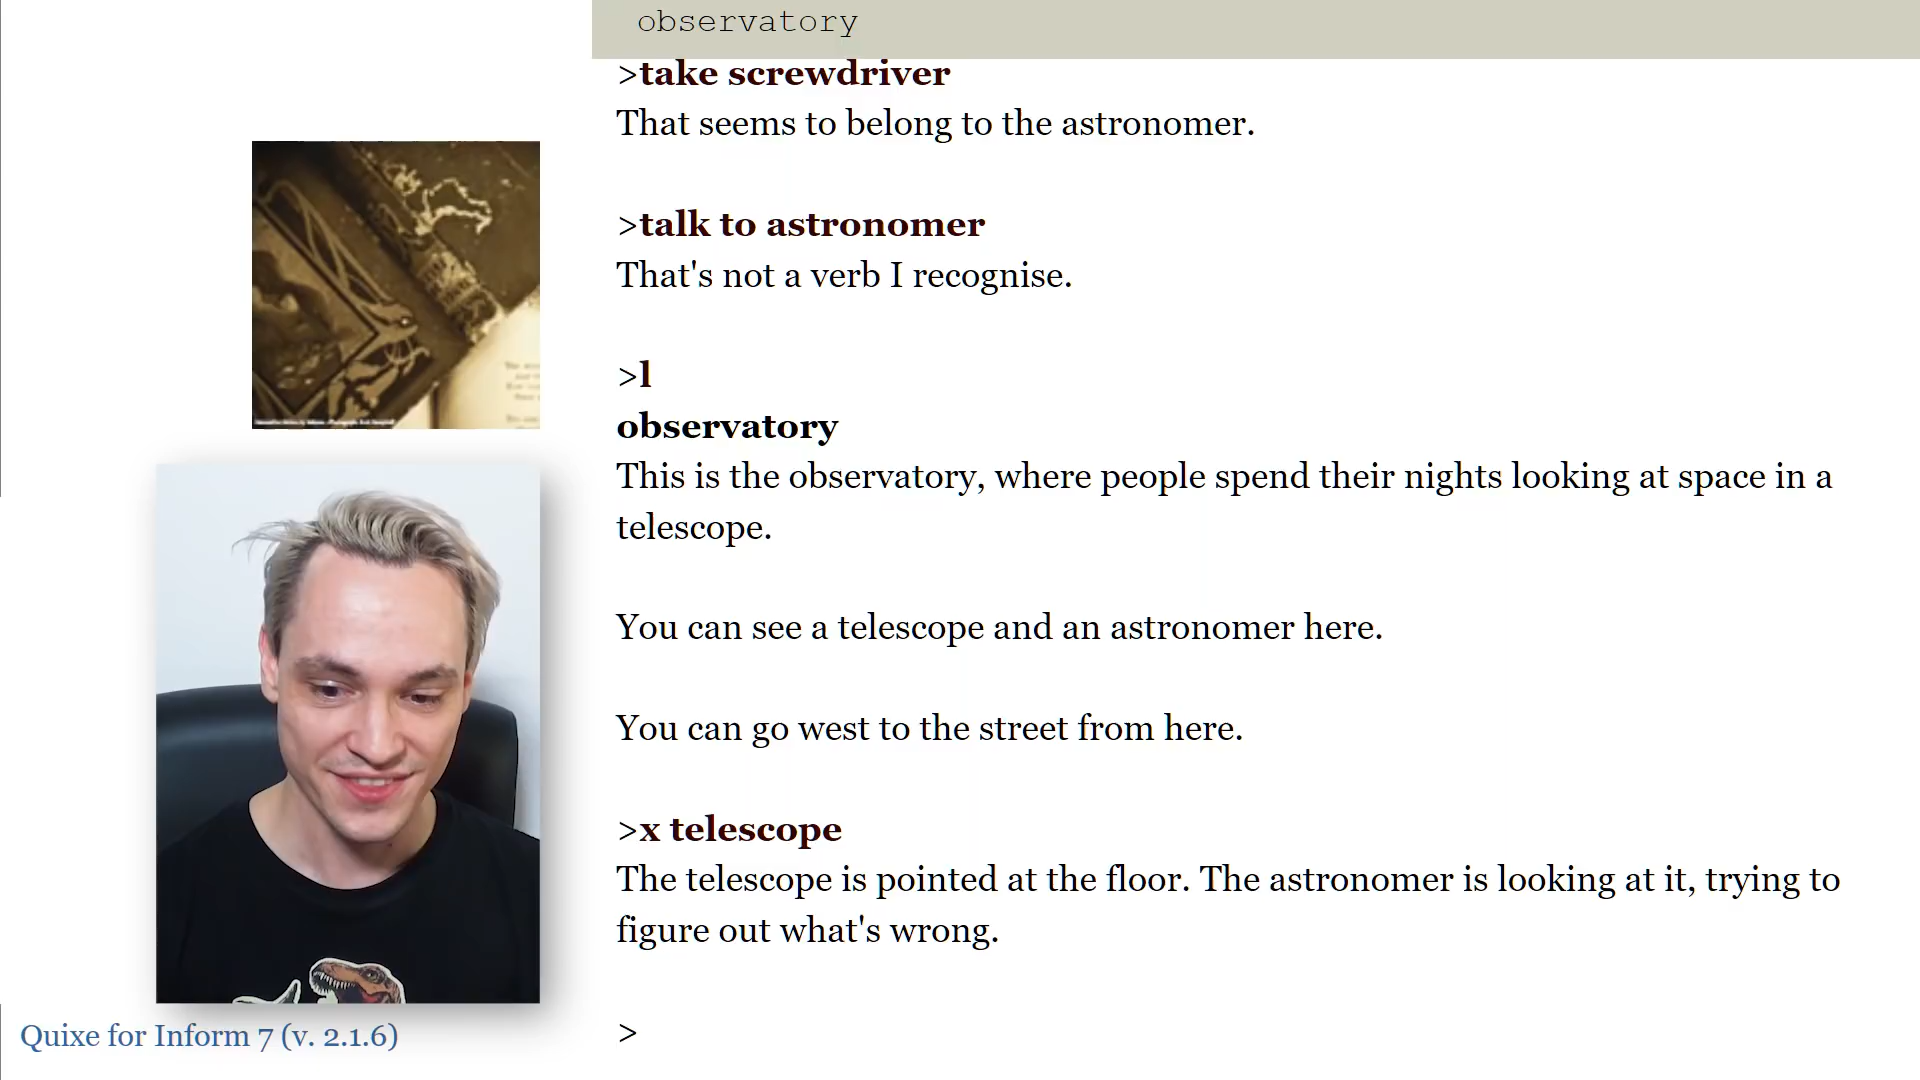 observatory
>take screwdriver
That seems to belong to the astronomer.
>talk to astronomer
That's not a verb I recognise.
>l
observatory
This is the observatory, where people spend their nights looking at space in a
telescope.
You can see a telescope and an astronomer here.
You can go west to the street from here.
>x telescope
The telescope is pointed at the floor. The astronomer is looking at it, trying to
figure out what's wrong.
>
Quixe for Inform 7 (v. 2.1.6)